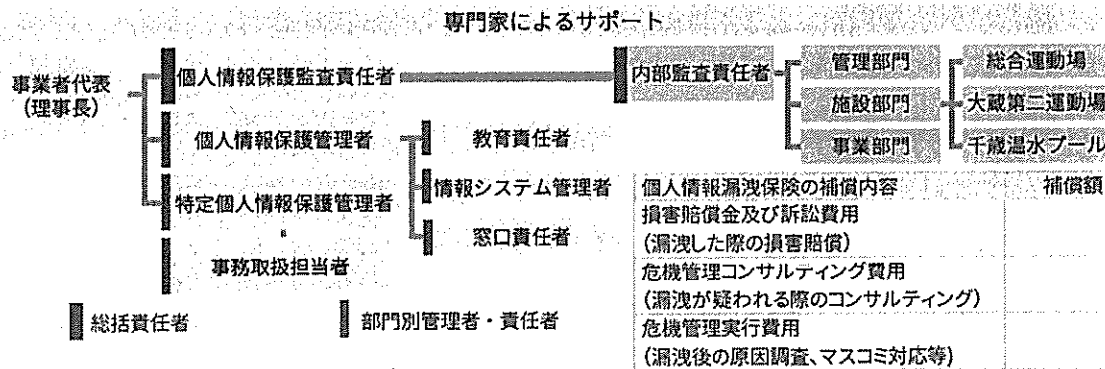 専門家によるサポート
事業者代表
(理事長)
個人情報保護監査責任者
個人情報保護管理者
特定個人情報保護管理者
・
事務取扱担当者
教育責任者
情報システム管理者
窓口責任者
内部監査責任者
管理部門
施設部門
事業部門
総合運動場
大蔵第二運動場
千歳温水プール
個人情報漏洩保険の補償内容 補償額
損害賠償金及び訴訟費用
(漏洩した際の損害賠償)
危機管理コンサルティング費用
(漏洩が疑われる際のコンサルティング)
危機管理実行費用
(漏洩後の原因調査、マスコミ対応等)
総括責任者
部門別管理者・責任者